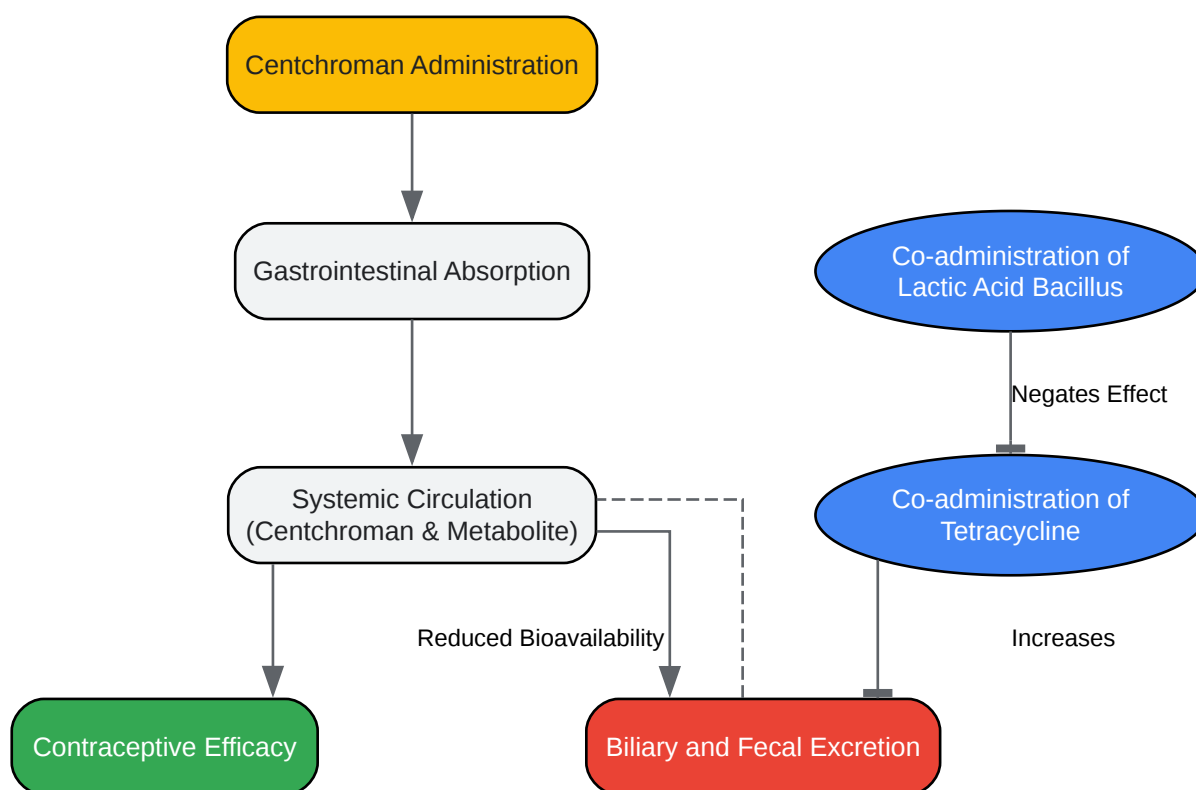 Centchroman Administration
Gastrointestinal Absorption
Co-administration of
Lactic Acid Bacillus
Negates Effect
Systemic Circulation
(Centchroman & Metabolite)
Co-administration of
Tetracycline
Reduced Bioavailability
Increases
Contraceptive Efficacy
Biliary and Fecal Excretion